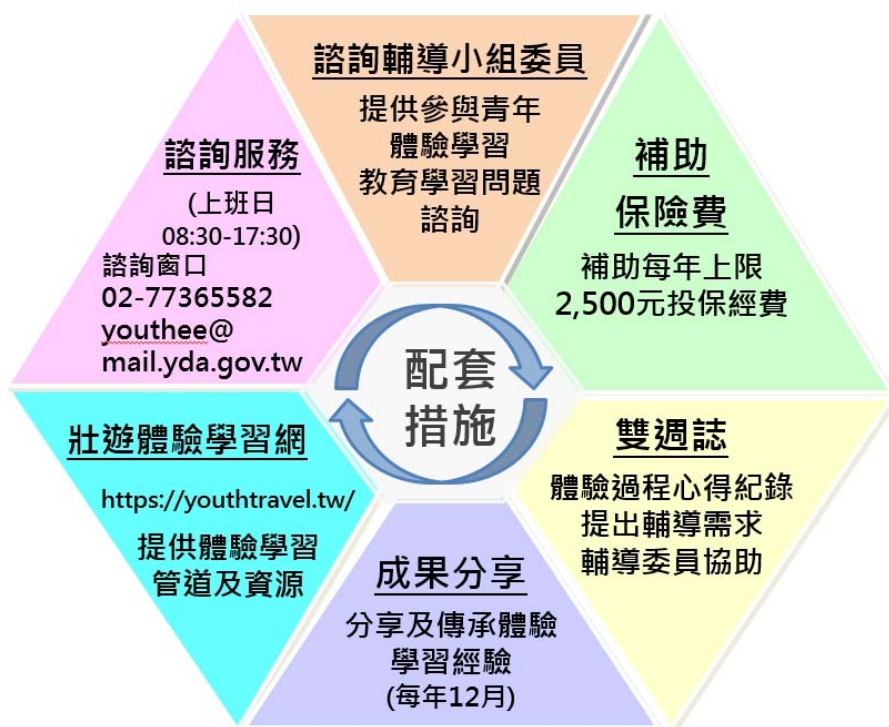 諮詢輔導小組委員
提供參與青年
體驗學習
教育學習問題
諮詢
補助
保險費
補助每年上限
2,500元投保經費
雙週誌
體驗過程心得紀錄
提出輔導需求
輔導委員協助
成果分享
分享及傳承體驗
學習經驗
(每年12月)
壯遊體驗學習網
https://youthtravel.tw/
提供體驗學習
管道及資源
諮詢服務
(上班日
08:30-17:30)
諮詢窗口
02-77365582
youthee@
mail.yda.gov.tw
配套
措施